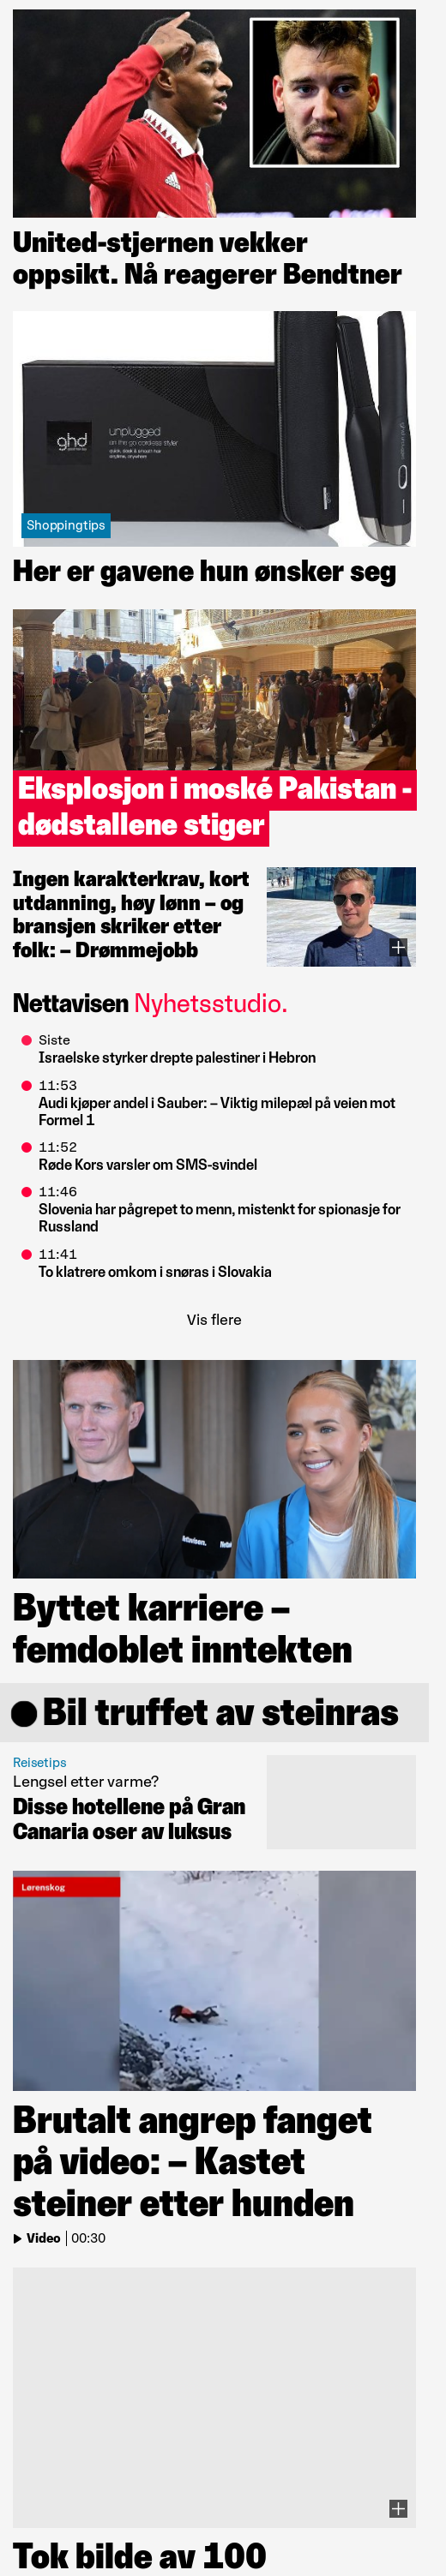 United-stjernen vekker
oppsikt. Nå reagerer Bendtner
ghd
unplugged
on the go cordless styler
Shoppingtips
Her er gavene hun ønsker seg
Eksplosjon i moské Pakistan -
dødstallene stiger
Ingen karakterkrav, kort
utdanning, høy lønn – og
bransjen skriker etter
folk: – Drømmejobb
Nettavisen Nyhetsstudio.
Siste
Israelske styrker drepte palestiner i Hebron
11:53
Audi kjøper andel i Sauber: – Viktig milepæl på veien mot
Formel 1
11:52
Røde Kors varsler om SMS-svindel
11:46
Slovenia har pågrepet to menn, mistenkt for spionasje for
Russland
11:41
To klatrere omkom i snøras i Slovakia
Vis flere
Byttet karriere –
femdoblet inntekten
Bil truffet av steinras
Reisetips
Lengsel etter varme?
Disse hotellene på Gran
Canaria oser av luksus
Lørenskog
Brutalt angrep fanget
på video: – Kastet
steiner etter hunden
Video 00:30
Tok bilde av 100